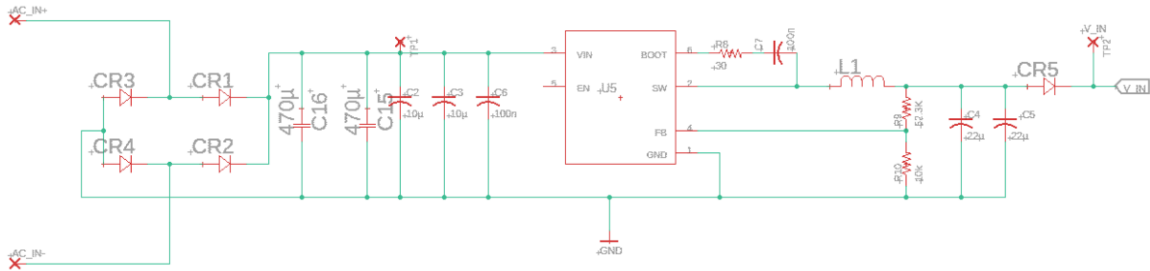 AC_IN+
CR3
CR1
CR4
CR2
AC_IN-
470µ
C16
470µ
C15
TP1
C2
10µ
C3
10µ
C6
100n
3
VIN
5
EN
U5
BOOT
6
SW
2
FB
4
GND
1
R8
30
C7
100n
L1
R9
52.3K
R10
10k
C4
22µ
C5
22µ
CR5
V_IN
TP2
V_IN
GND